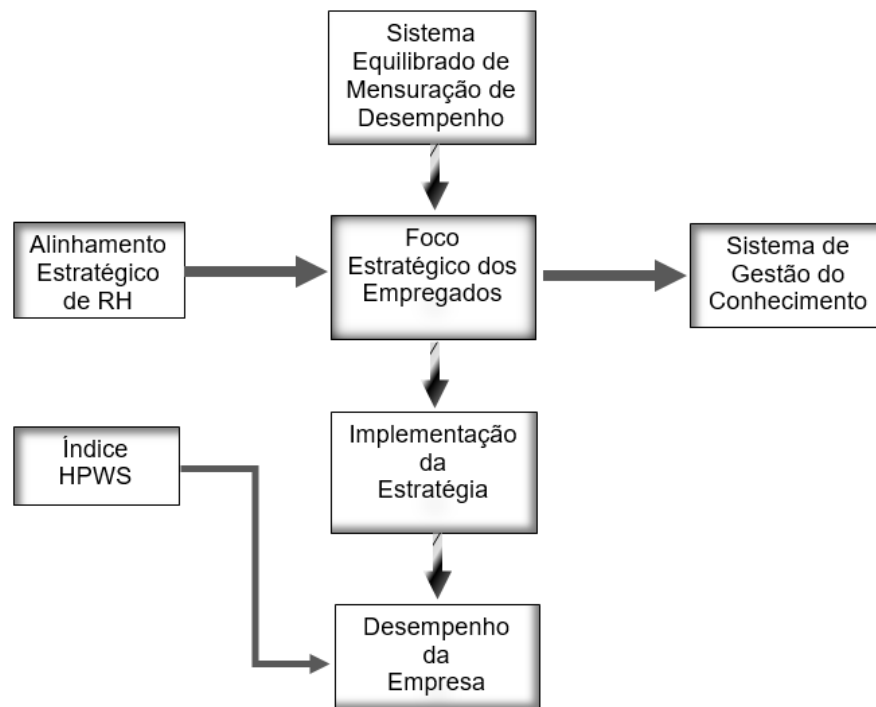 Sistema
Equilibrado de
Mensuração de
Desempenho
Alinhamento
Estratégico
de RH
Foco
Estratégico dos
Empregados
Sistema de
Gestão do
Conhecimento
Índice
HPWS
Implementação
da
Estratégia
Desempenho
da
Empresa